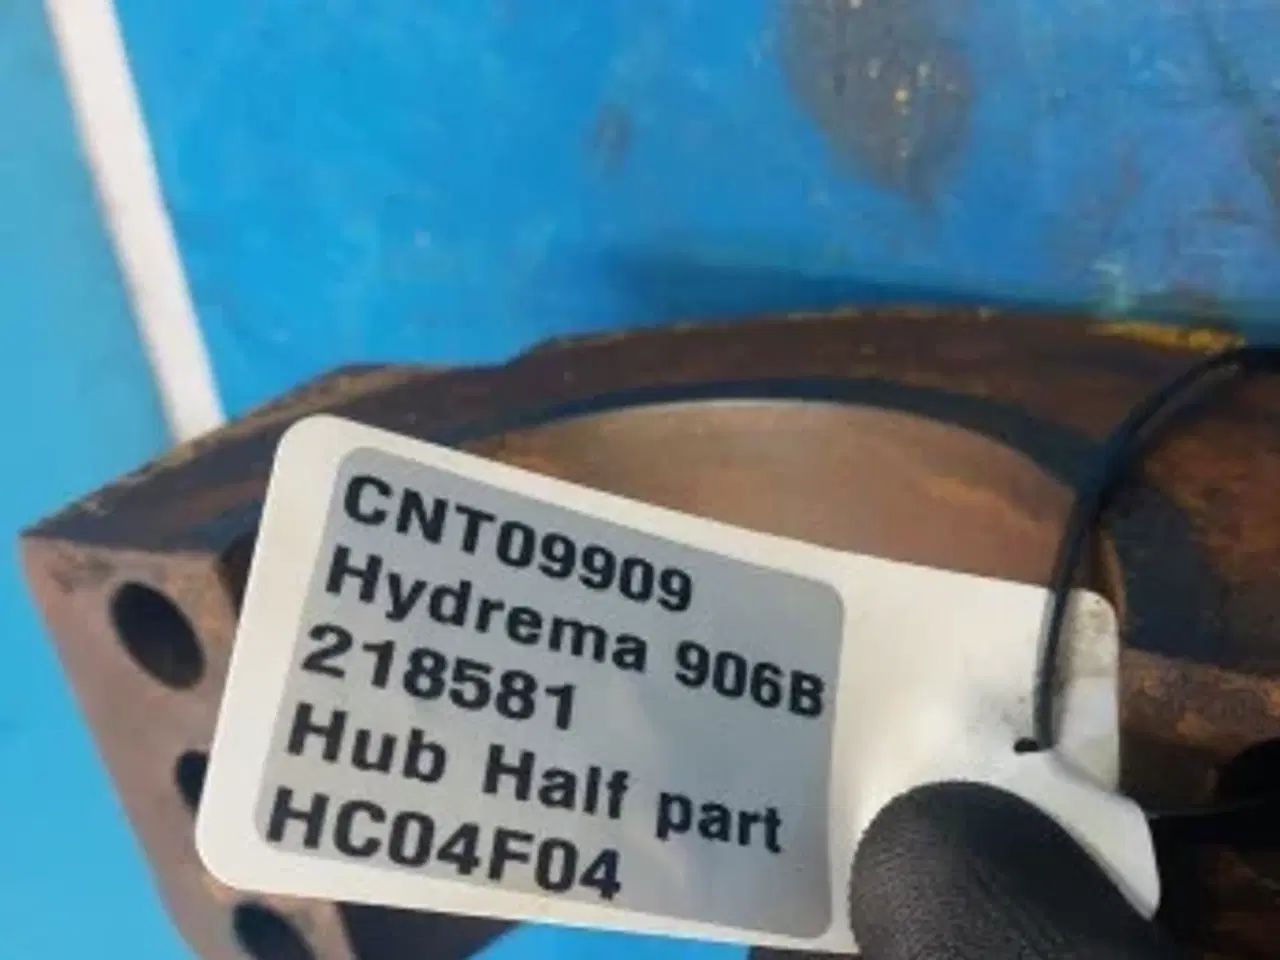 CNT09909
Hydrema 906B
218581
Hub Half part
HC04F04